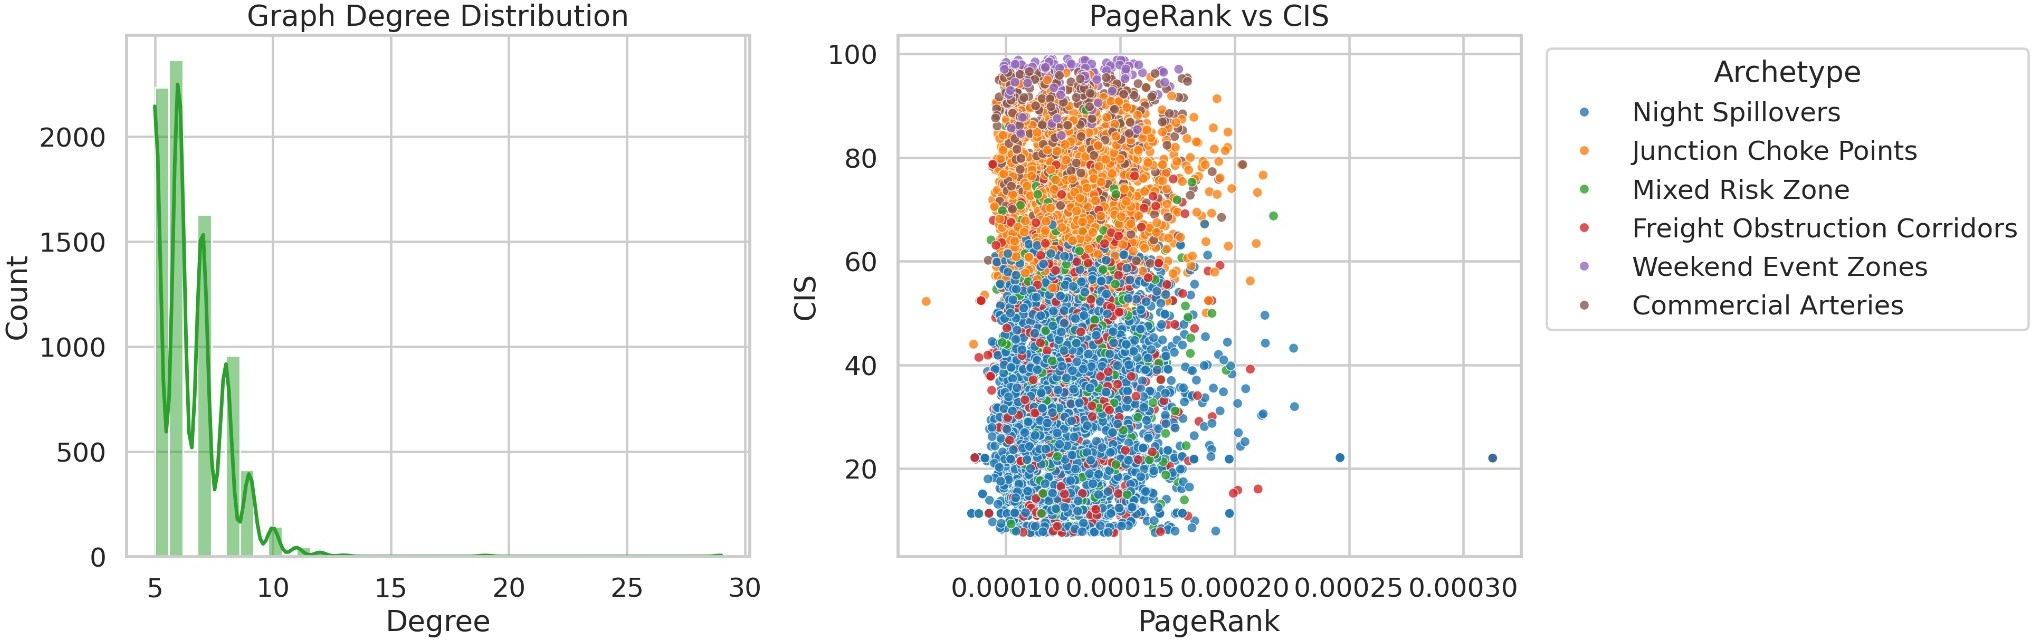 Graph Degree Distribution
2000
1500
1000
500
0
Count
5 10 15 20 25 30
Degree
PageRank vs CIS
100
80
60
40
20
CIS
0.00010 0.00015 0.00020 0.00025 0.00030
PageRank
Archetype
Night Spillovers
Junction Choke Points
Mixed Risk Zone
Freight Obstruction Corridors
Weekend Event Zones
Commercial Arteries